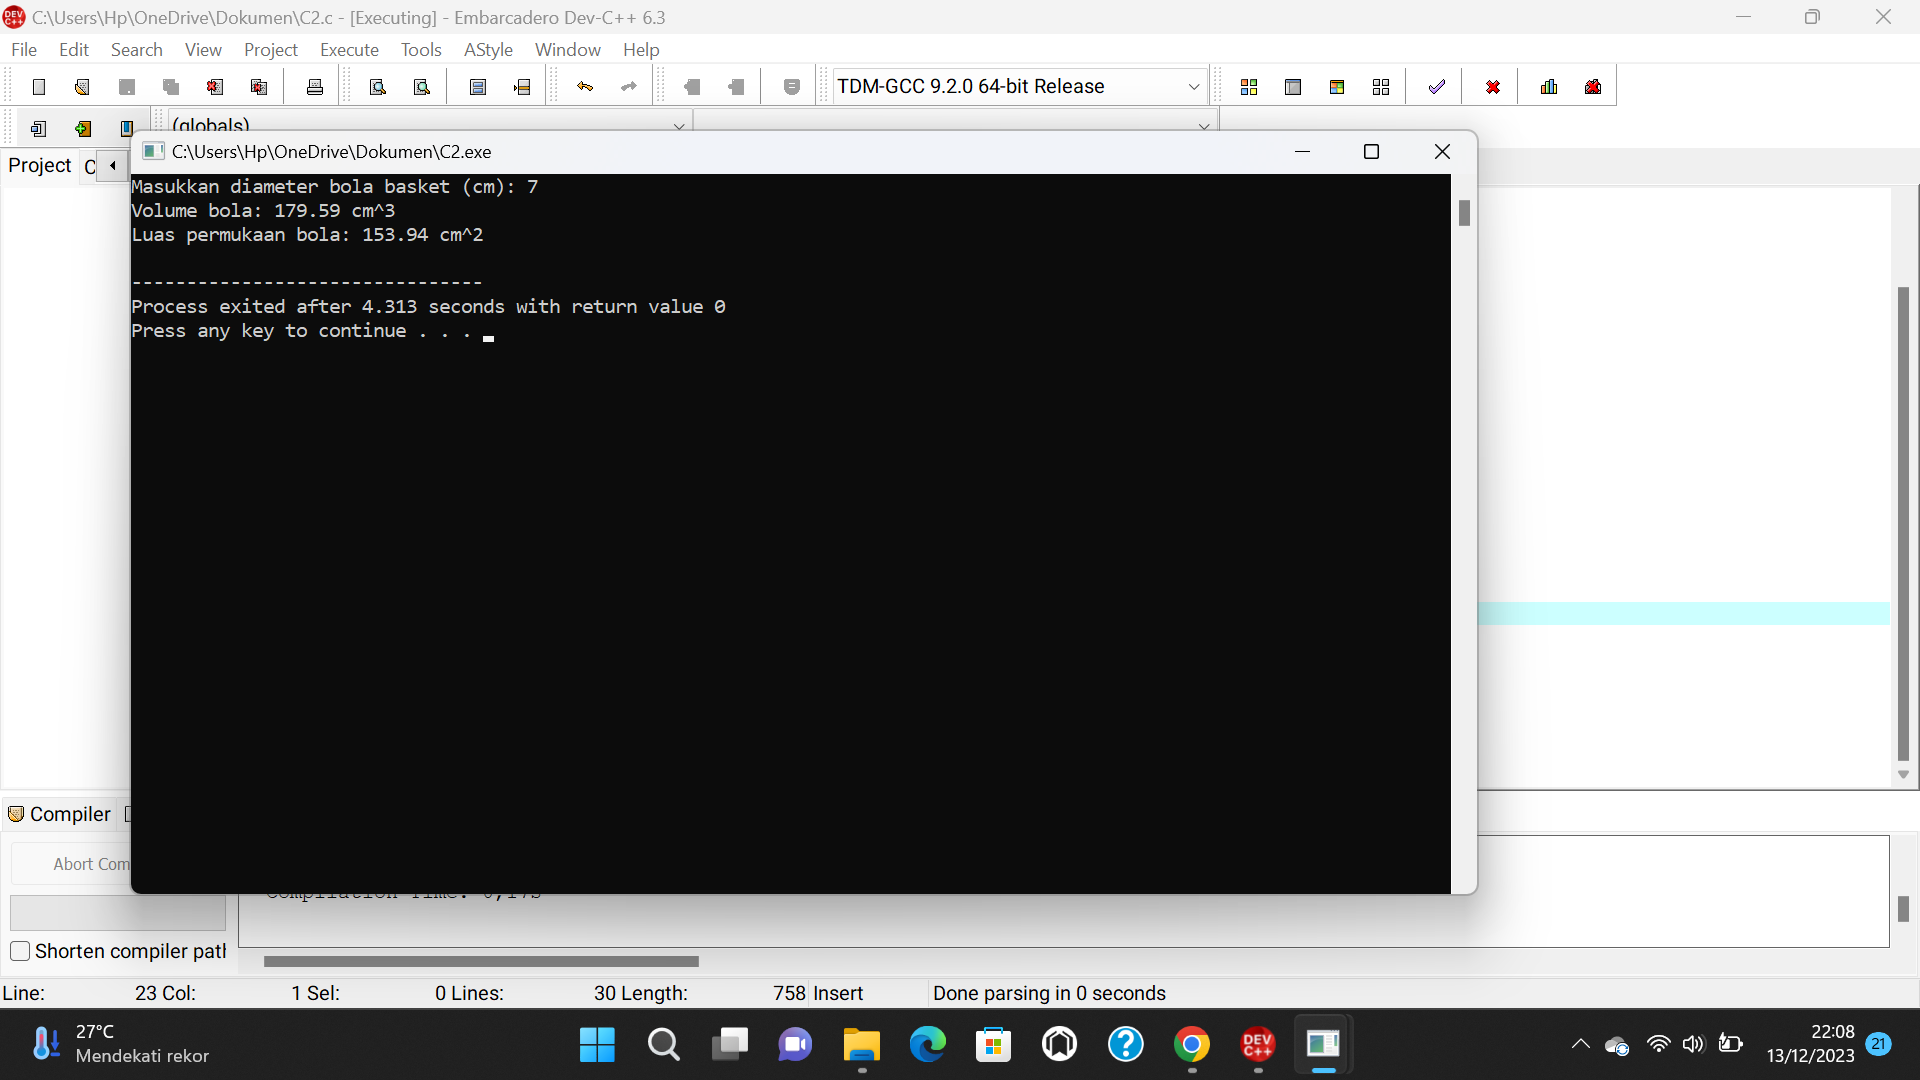 C:\Users\Hp\OneDrive\Dokumen\C2.c - [Executing] - Embarcadero Dev-C++ 6.3
File Edit Search View Project Execute Tools AStyle Window Help
TDM-GCC 9.2.0 64-bit Release
(globals)
Project C
C:\Users\Hp\OneDrive\Dokumen\C2.exe
Masukkan diameter bola basket (cm): 7
Volume bola: 179.59 cm^3
Luas permukaan bola: 153.94 cm^2
--------------------------------
Process exited after 4.313 seconds with return value 0
Press any key to continue . . .
Compiler
Abort Com
Compilation Time:
Shorten compiler path
Line: 23 Col: 1 Sel: 0 Lines: 30 Length: 758 Insert Done parsing in 0 seconds
27°C
Mendekati rekor
DEV C++
22:08
13/12/2023
21